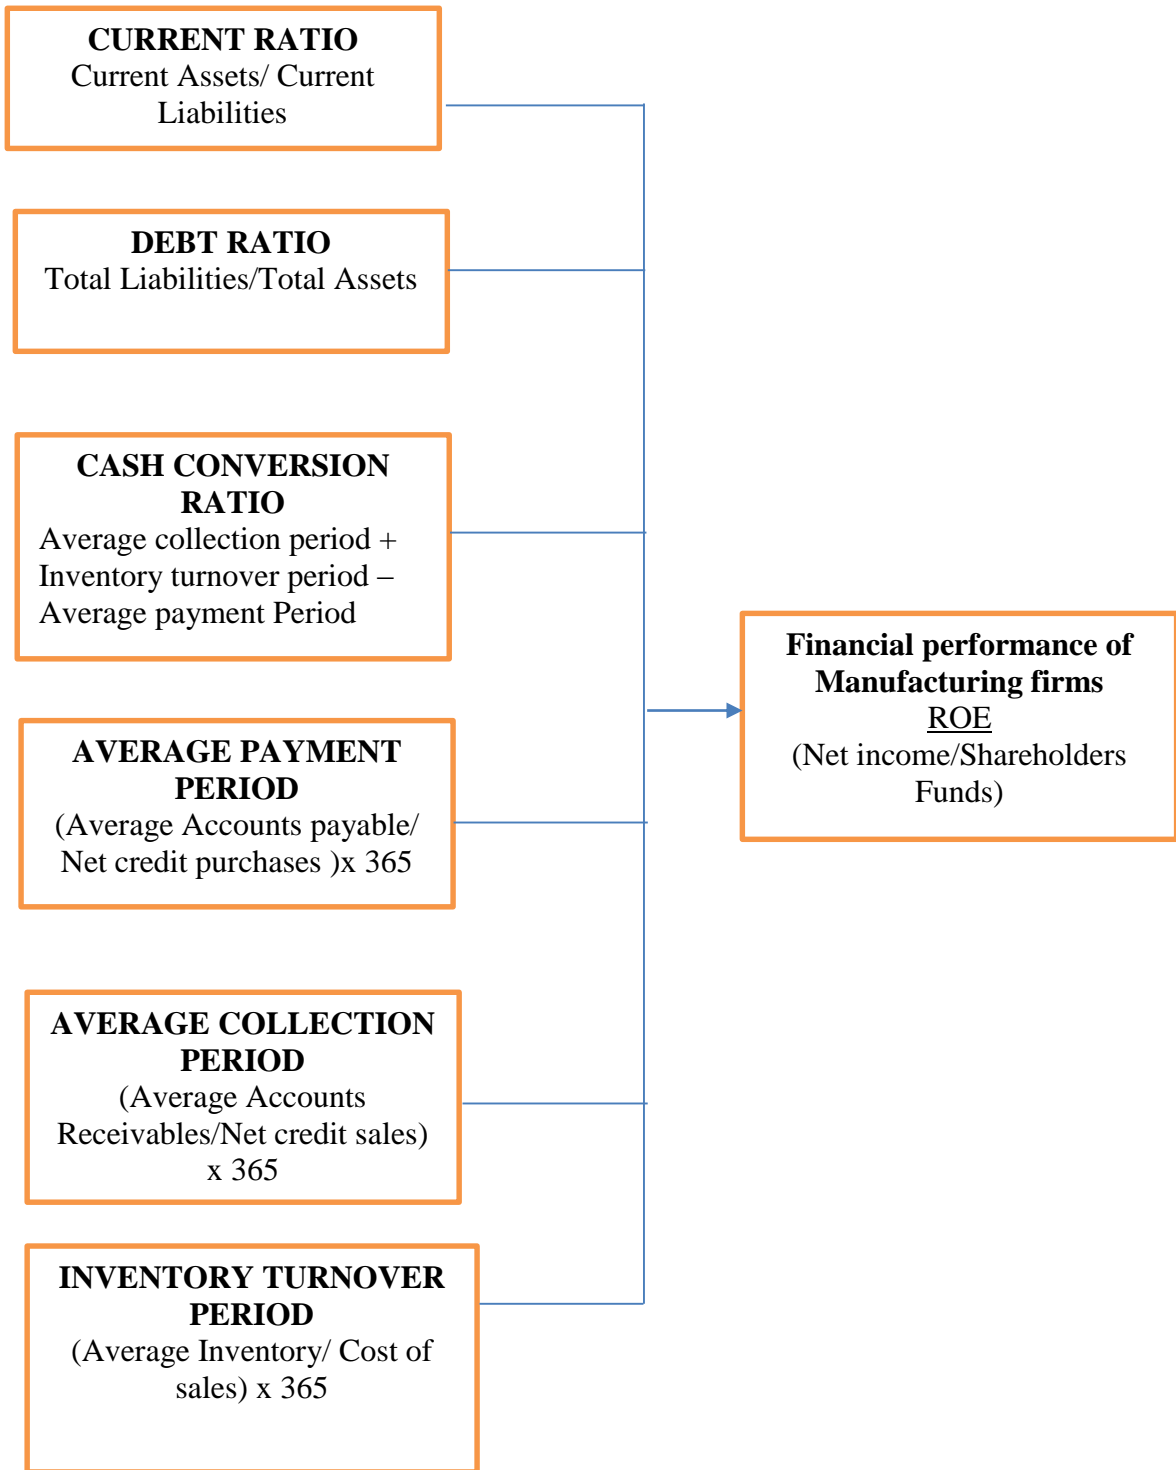 CURRENT RATIO
Current Assets/ Current
Liabilities
DEBT RATIO
Total Liabilities/Total Assets
CASH CONVERSION
RATIO
Average collection period +
Inventory turnover period –
Average payment Period
AVERAGE PAYMENT
PERIOD
(Average Accounts payable/
Net credit purchases )x 365
AVERAGE COLLECTION
PERIOD
(Average Accounts
Receivables/Net credit sales)
x 365
INVENTORY TURNOVER
PERIOD
(Average Inventory/ Cost of
sales) x 365
Financial performance of
Manufacturing firms
ROE
(Net income/Shareholders
Funds)